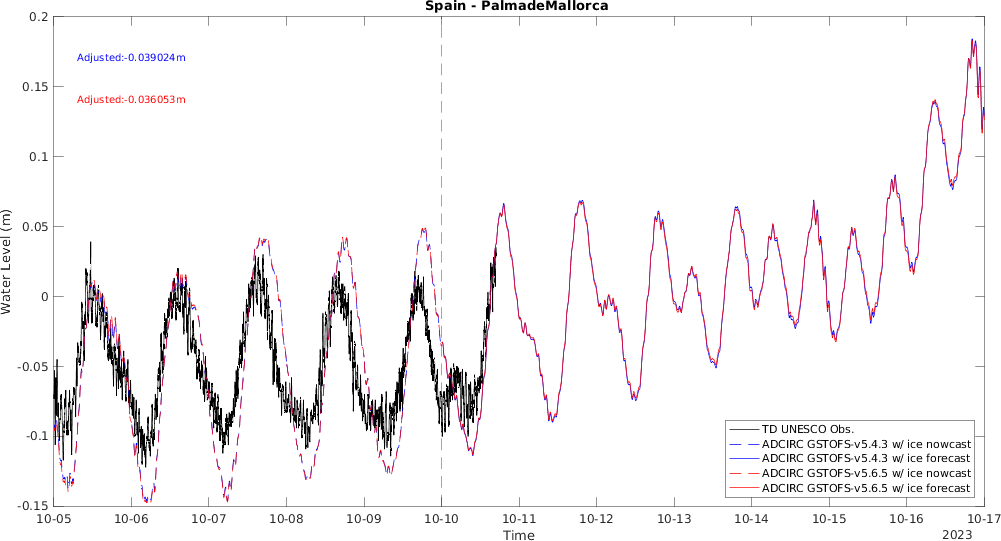 Spain - PalmadeMallorca
Adjusted:-0.039024m
Adjusted:-0.036053m
Water Level (m)
0.2
0.15
0.1
0.05
0
-0.05
-0.1
-0.15
TD UNESCO Obs.
ADCIRC GSTOFS-v5.4.3 w/ ice nowcast
ADCIRC GSTOFS-v5.4.3 w/ ice forecast
ADCIRC GSTOFS-v5.6.5 w/ ice nowcast
ADCIRC GSTOFS-v5.6.5 w/ ice forecast
10-05 10-06 10-07 10-08 10-09 10-10 10-11 10-12 10-13 10-14 10-15 10-16 10-17
Time
2023